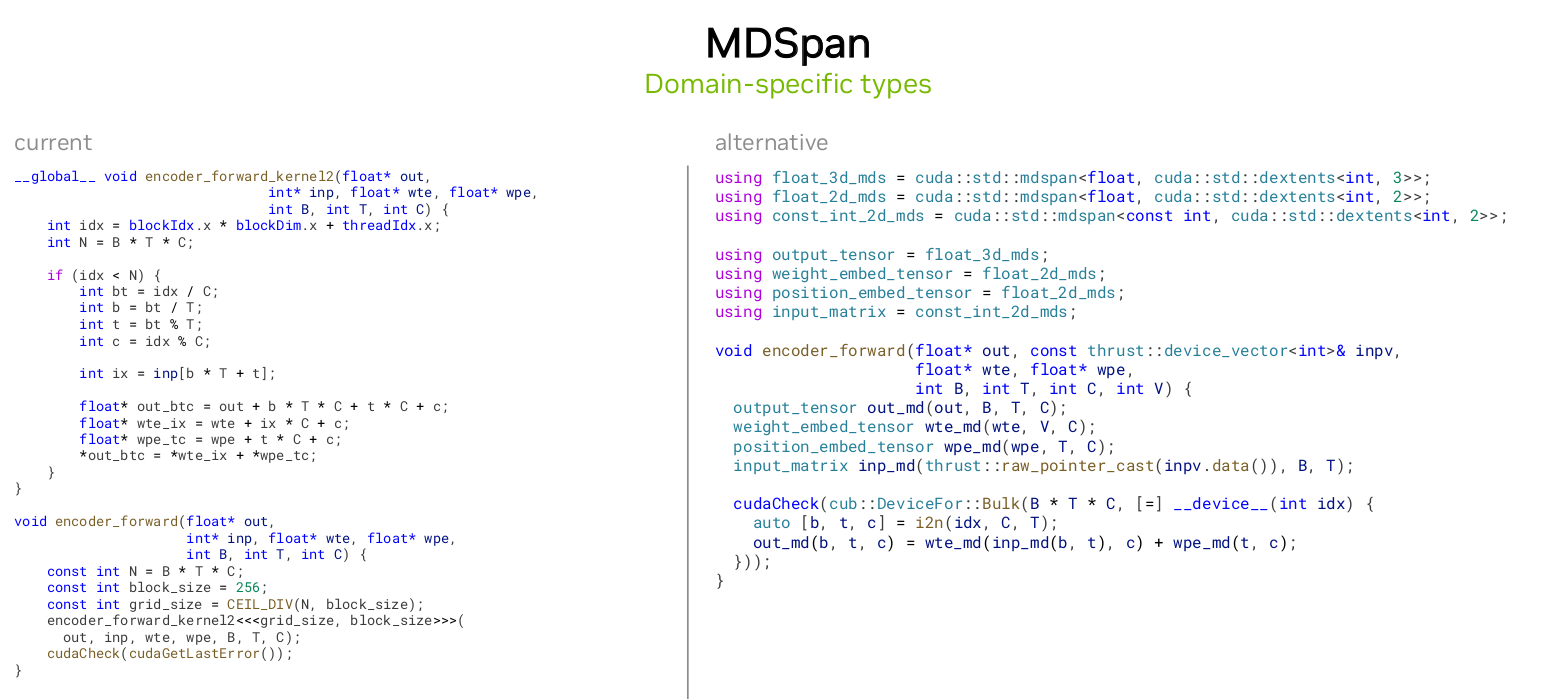 MDSpan
Domain-specific types
current
__global__ void encoder_forward_kernel2(float* out,
                               int* inp, float* wte, float* wpe,
                               int B, int T, int C) {
    int idx = blockIdx.x * blockDim.x + threadIdx.x;
    int N = B * T * C;

    if (idx < N) {
        int bt = idx / C;
        int b = bt / T;
        int t = bt % T;
        int c = idx % C;

        int ix = inp[b * T + t];

        float* out_btc = out + b * T * C + t * C + c;
        float* wte_ix = wte + ix * C + c;
        float* wpe_tc = wpe + t * C + c;
        *out_btc = *wte_ix + *wpe_tc;
    }
}

void encoder_forward(float* out,
                     int* inp, float* wte, float* wpe,
                     int B, int T, int C) {
    const int N = B * T * C;
    const int block_size = 256;
    const int grid_size = CEIL_DIV(N, block_size);
    encoder_forward_kernel2<<<grid_size, block_size>>>(
      out, inp, wte, wpe, B, T, C);
    cudaCheck(cudaGetLastError());
}
alternative
using float_3d_mds = cuda::std::mdspan<float, cuda::std::dextents<int, 3>>;
using float_2d_mds = cuda::std::mdspan<float, cuda::std::dextents<int, 2>>;
using const_int_2d_mds = cuda::std::mdspan<const int, cuda::std::dextents<int, 2>>;

using output_tensor = float_3d_mds;
using weight_embed_tensor = float_2d_mds;
using position_embed_tensor = float_2d_mds;
using input_matrix = const_int_2d_mds;

void encoder_forward(float* out, const thrust::device_vector<int>& inpv,
                     float* wte, float* wpe,
                     int B, int T, int C, int V) {
  output_tensor out_md(out, B, T, C);
  weight_embed_tensor wte_md(wte, V, C);
  position_embed_tensor wpe_md(wpe, T, C);
  input_matrix inp_md(thrust::raw_pointer_cast(inpv.data()), B, T);

  cudaCheck(cub::DeviceFor::Bulk(B * T * C, [=] __device__(int idx) {
    auto [b, t, c] = i2n(idx, C, T);
    out_md(b, t, c) = wte_md(inp_md(b, t), c) + wpe_md(t, c);
  }));
}